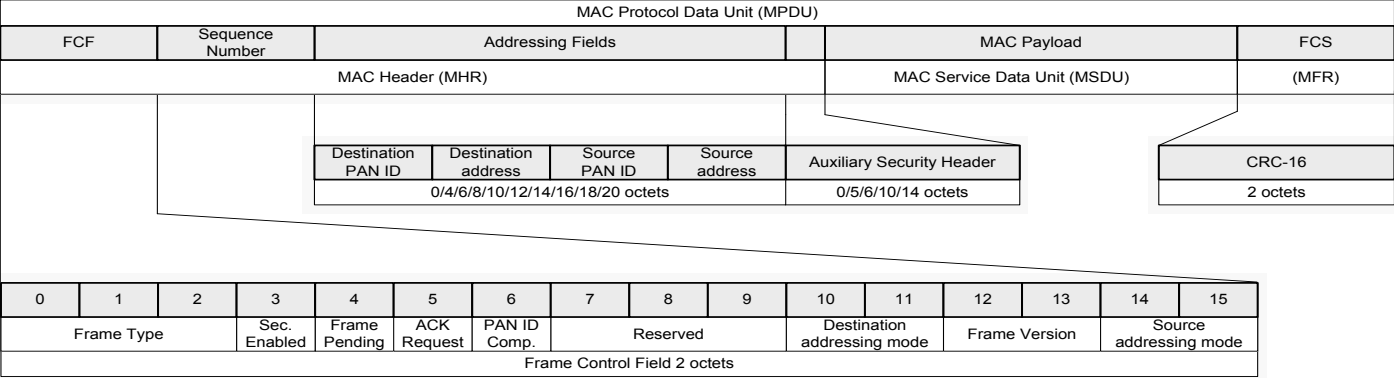 MAC Protocol Data Unit (MPDU)
FCF
Sequence
Number
Addressing Fields
MAC Payload
FCS
MAC Header (MHR)
MAC Service Data Unit (MSDU)
(MFR)
Destination
PAN ID
Destination
address
Source
PAN ID
Source
address
Auxiliary Security Header
CRC-16
0/4/6/8/10/12/14/16/18/20 octets
0/5/6/10/14 octets
2 octets
0 1 2 3 4 5 6 7 8 9 10 11 12 13 14 15
Frame Type
Sec.
Enabled
Frame
Pending
ACK
Request
PAN ID
Comp.
Reserved
Destination
addressing mode
Frame Version
Source
addressing mode
Frame Control Field 2 octets